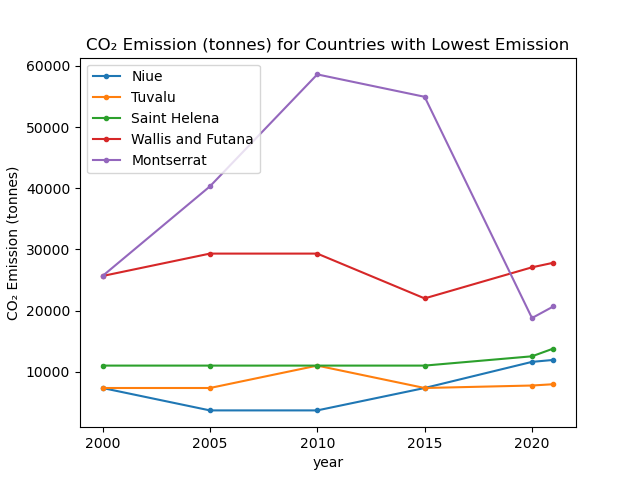 CO₂ Emission (tonnes) for Countries with Lowest Emission
Niue
Tuvalu
Saint Helena
Wallis and Futana
Montserrat
60000
50000
40000
30000
20000
10000
CO₂ Emission (tonnes)
2000 2005 2010 2015 2020
year